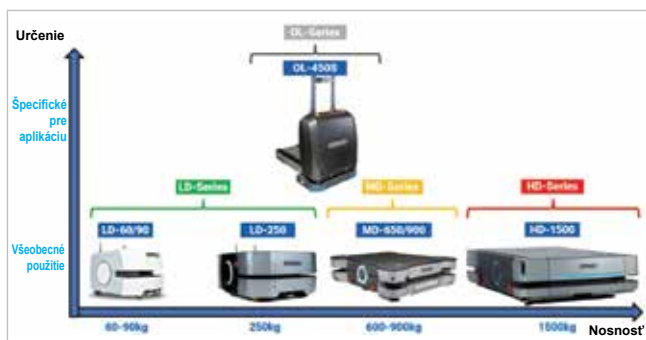 Určenie
OL-Series
OL-450S
Špecifické
pre
aplikáciu
LD-Series
MD-Series
HD-Series
LD-60/90
LD-250
MD-650/900
HD-1500
Všeobecné
použitie
60-90kg
250kg
600-900kg
1500kg
Nosnosť